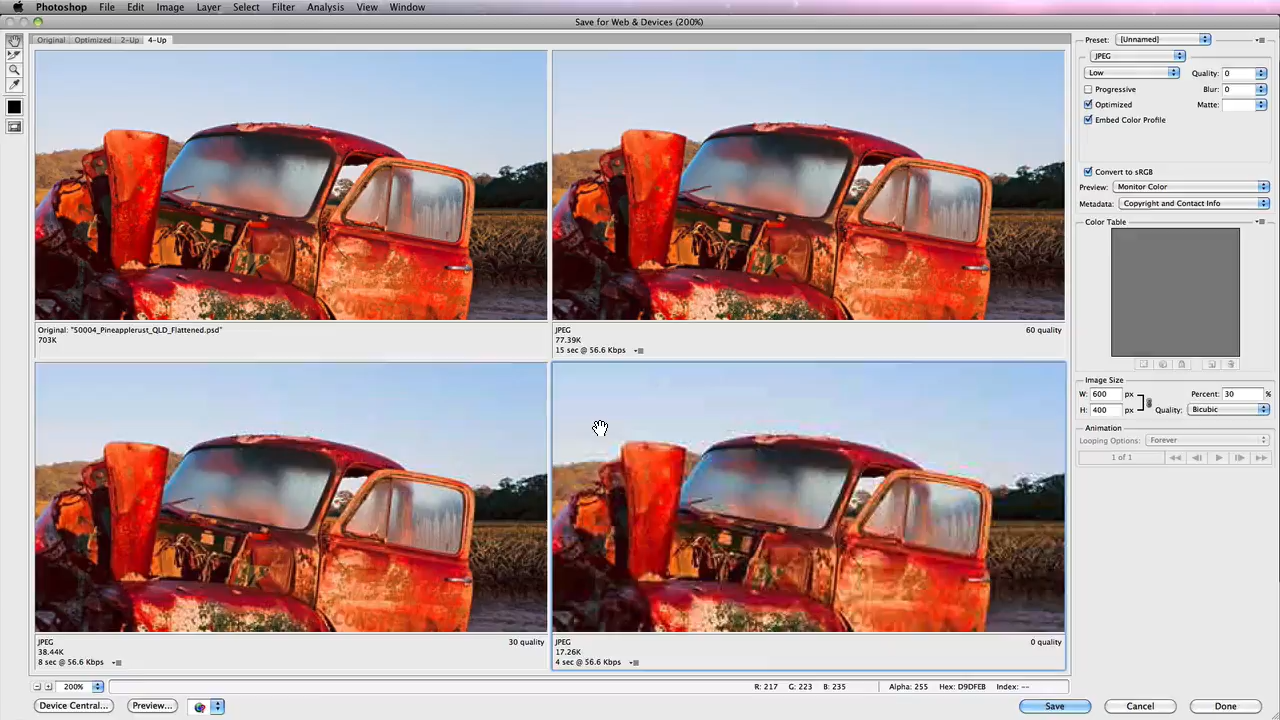 Photoshop File Edit Image Layer Select Filter Analysis View Window
Save for Web & Devices (200%)
Original Optimized 2-Up 4-Up
Original: "50004_Pineapplerust_QLD_Flattened.psd"
703K
JPEG 60 quality
77.39K
15 sec @ 56.6 Kbps
JPEG 30 quality
38.44K
8 sec @ 56.6 Kbps
JPEG 0 quality
17.26K
4 sec @ 56.6 Kbps
Preset: [Unnamed]
JPEG
Low Quality: 0
Progressive Blur: 0
Optimized Matte:
Embed Color Profile
Convert to sRGB
Preview: Monitor Color
Metadata: Copyright and Contact Info
Color Table
Image Size
W: 600 px Percent: 30 %
H: 400 px Quality: Bicubic
Animation
Looping Options: Forever
1 of 1
200% R: 217 G: 223 B: 235 Alpha: 255 Hex: D9DFEB Index: --
Device Central... Preview... Save Cancel Done